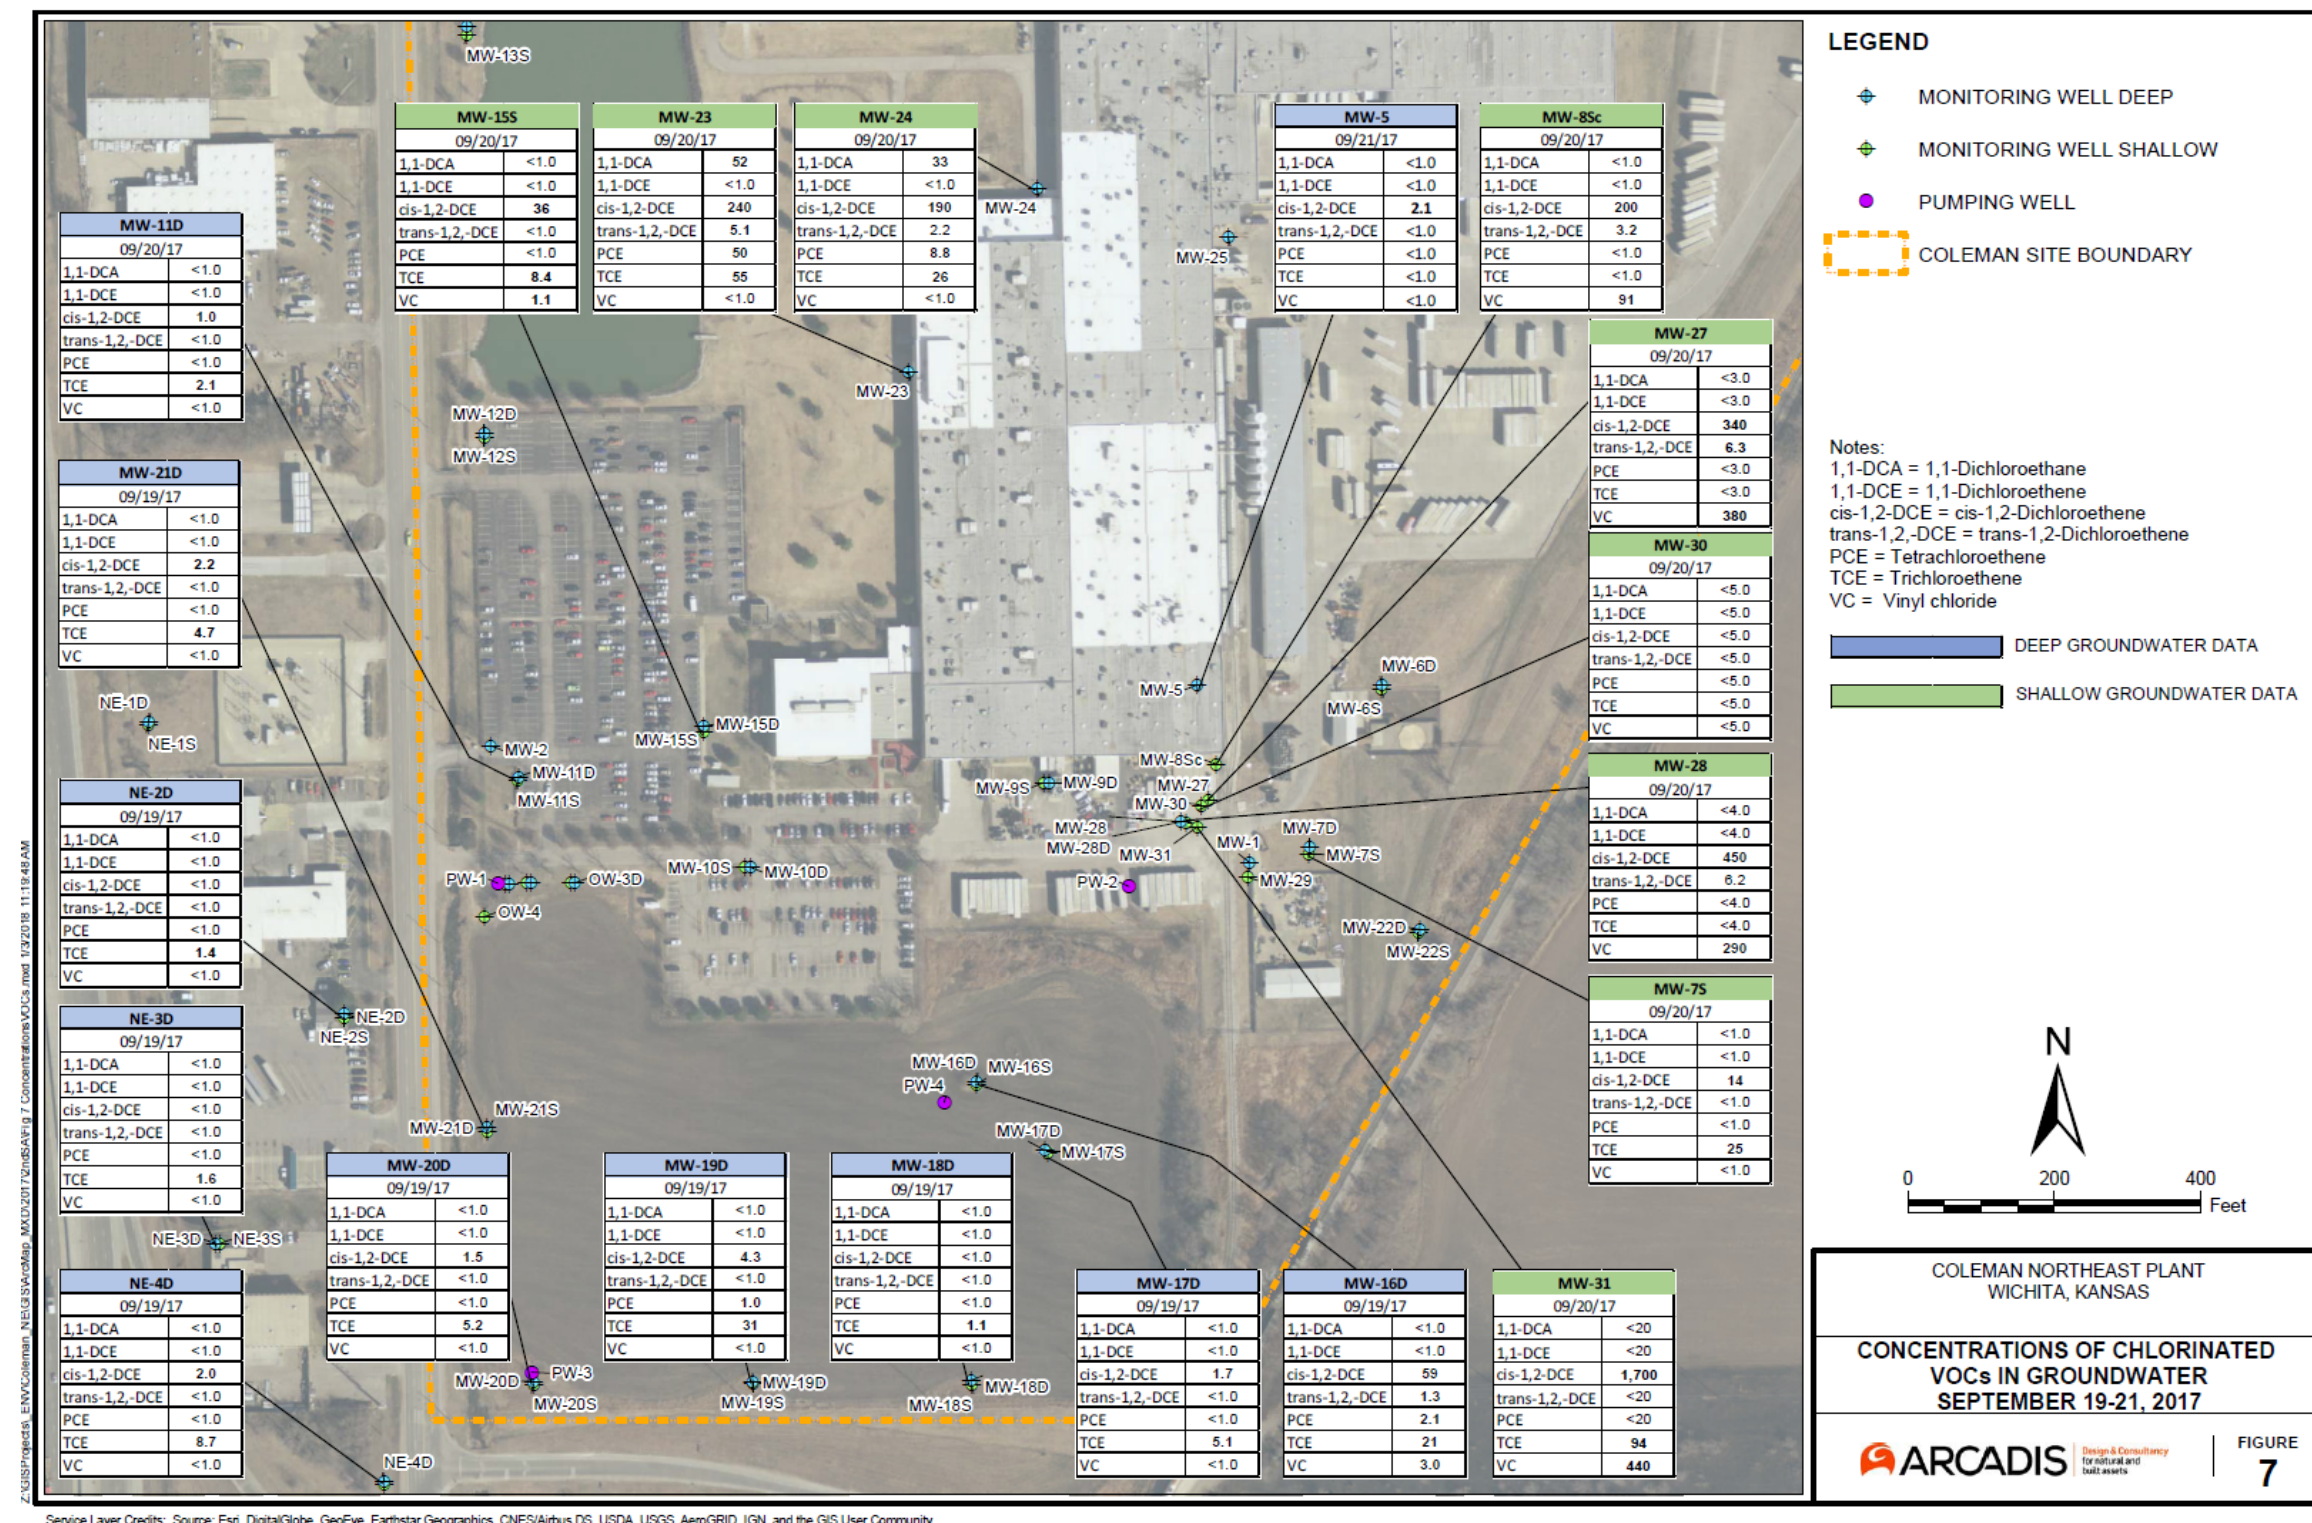 MW-13S
MW-15S
09/20/17
1,1-DCA <1.0
1,1-DCE <1.0
cis-1,2-DCE 36
trans-1,2,-DCE <1.0
PCE <1.0
TCE 8.4
VC 1.1
MW-23
09/20/17
1,1-DCA 52
1,1-DCE <1.0
cis-1,2-DCE 240
trans-1,2,-DCE 5.1
PCE 50
TCE 55
VC <1.0
MW-24
09/20/17
1,1-DCA 33
1,1-DCE <1.0
cis-1,2-DCE 190
trans-1,2,-DCE 2.2
PCE 8.8
TCE 26
VC <1.0
MW-5
09/21/17
1,1-DCA <1.0
1,1-DCE <1.0
cis-1,2-DCE 2.1
trans-1,2,-DCE <1.0
PCE <1.0
TCE <1.0
VC <1.0
MW-8Sc
09/20/17
1,1-DCA <1.0
1,1-DCE <1.0
cis-1,2-DCE 200
trans-1,2,-DCE 3.2
PCE <1.0
TCE <1.0
VC 91
MW-11D
09/20/17
1,1-DCA <1.0
1,1-DCE <1.0
cis-1,2-DCE 1.0
trans-1,2,-DCE <1.0
PCE <1.0
TCE 2.1
VC <1.0
MW-27
09/20/17
1,1-DCA <3.0
1,1-DCE <3.0
cis-1,2-DCE 340
trans-1,2,-DCE 6.3
PCE <3.0
TCE <3.0
VC 380
MW-21D
09/19/17
1,1-DCA <1.0
1,1-DCE <1.0
cis-1,2-DCE 2.2
trans-1,2,-DCE <1.0
PCE <1.0
TCE 4.7
VC <1.0
MW-30
09/20/17
1,1-DCA <5.0
1,1-DCE <5.0
cis-1,2-DCE <5.0
trans-1,2,-DCE <5.0
PCE <5.0
TCE <5.0
VC <5.0
NE-2D
09/19/17
1,1-DCA <1.0
1,1-DCE <1.0
cis-1,2-DCE <1.0
trans-1,2,-DCE <1.0
PCE <1.0
TCE 1.4
VC <1.0
MW-28
09/20/17
1,1-DCA <4.0
1,1-DCE <4.0
cis-1,2-DCE 450
trans-1,2,-DCE 6.2
PCE <4.0
TCE <4.0
VC 290
NE-3D
09/19/17
1,1-DCA <1.0
1,1-DCE <1.0
cis-1,2-DCE <1.0
trans-1,2,-DCE <1.0
PCE <1.0
TCE 1.6
VC <1.0
MW-7S
09/20/17
1,1-DCA <1.0
1,1-DCE <1.0
cis-1,2-DCE 14
trans-1,2,-DCE <1.0
PCE <1.0
TCE 25
VC <1.0
NE-4D
09/19/17
1,1-DCA <1.0
1,1-DCE <1.0
cis-1,2-DCE 2.0
trans-1,2,-DCE <1.0
PCE <1.0
TCE 8.7
VC <1.0
MW-20D
09/19/17
1,1-DCA <1.0
1,1-DCE <1.0
cis-1,2-DCE 1.5
trans-1,2,-DCE <1.0
PCE <1.0
TCE 5.2
VC <1.0
MW-19D
09/19/17
1,1-DCA <1.0
1,1-DCE <1.0
cis-1,2-DCE 4.3
trans-1,2,-DCE <1.0
PCE 1.0
TCE 31
VC <1.0
MW-18D
09/19/17
1,1-DCA <1.0
1,1-DCE <1.0
cis-1,2-DCE <1.0
trans-1,2,-DCE <1.0
PCE <1.0
TCE 1.1
VC <1.0
MW-17D
09/19/17
1,1-DCA <1.0
1,1-DCE <1.0
cis-1,2-DCE 1.7
trans-1,2,-DCE <1.0
PCE <1.0
TCE 5.1
VC <1.0
MW-16D
09/19/17
1,1-DCA <1.0
1,1-DCE <1.0
cis-1,2-DCE 59
trans-1,2,-DCE 1.3
PCE 2.1
TCE 21
VC 3.0
MW-31
09/20/17
1,1-DCA <20
1,1-DCE <20
cis-1,2-DCE 1,700
trans-1,2,-DCE <20
PCE <20
TCE 94
VC 440
MW-24
MW-25
MW-23
MW-12D
MW-12S
MW-5
MW-6D
MW-6S
NE-1D
NE-1S
MW-2
MW-15D
MW-15S
MW-11D
MW-11S
MW-9S
MW-9D
MW-8Sc
MW-27
MW-30
MW-28
MW-28D
MW-31
MW-1
MW-7D
MW-7S
MW-29
MW-10S
MW-10D
PW-1
OW-3D
OW-4
PW-2
MW-22D
MW-22S
NE-2D
NE-2S
MW-16D
MW-16S
PW-4
MW-21S
MW-21D
MW-17D
MW-17S
NE-3D
NE-3S
PW-3
MW-20D
MW-20S
MW-19D
MW-19S
MW-18D
MW-18S
NE-4D
LEGEND
MONITORING WELL DEEP
MONITORING WELL SHALLOW
PUMPING WELL
COLEMAN SITE BOUNDARY
Notes:
1,1-DCA = 1,1-Dichloroethane
1,1-DCE = 1,1-Dichloroethene
cis-1,2-DCE = cis-1,2-Dichloroethene
trans-1,2,-DCE = trans-1,2-Dichloroethene
PCE = Tetrachloroethene
TCE = Trichloroethene
VC = Vinyl chloride
DEEP GROUNDWATER DATA
SHALLOW GROUNDWATER DATA
N
0 200 400
Feet
COLEMAN NORTHEAST PLANT
WICHITA, KANSAS
CONCENTRATIONS OF CHLORINATED
VOCs IN GROUNDWATER
SEPTEMBER 19-21, 2017
ARCADIS
Design & Consultancy
for natural and
built assets
FIGURE
7
Service Layer Credits: Source: Esri, DigitalGlobe, GeoEye, Earthstar Geographics, CNES/Airbus DS, USDA, USGS, AeroGRID, IGN, and the GIS User Community